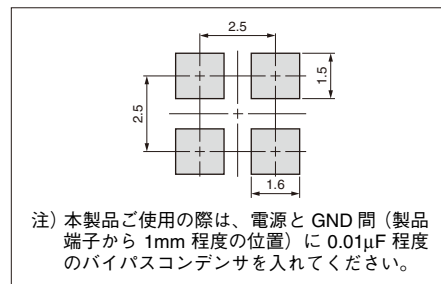 2.5
1.5
2.5
1.6
注) 本製品ご使用の際は、電源と GND 間（製品
端子から 1mm 程度の位置）に 0.01µF 程度
のバイパスコンデンサを入れてください。